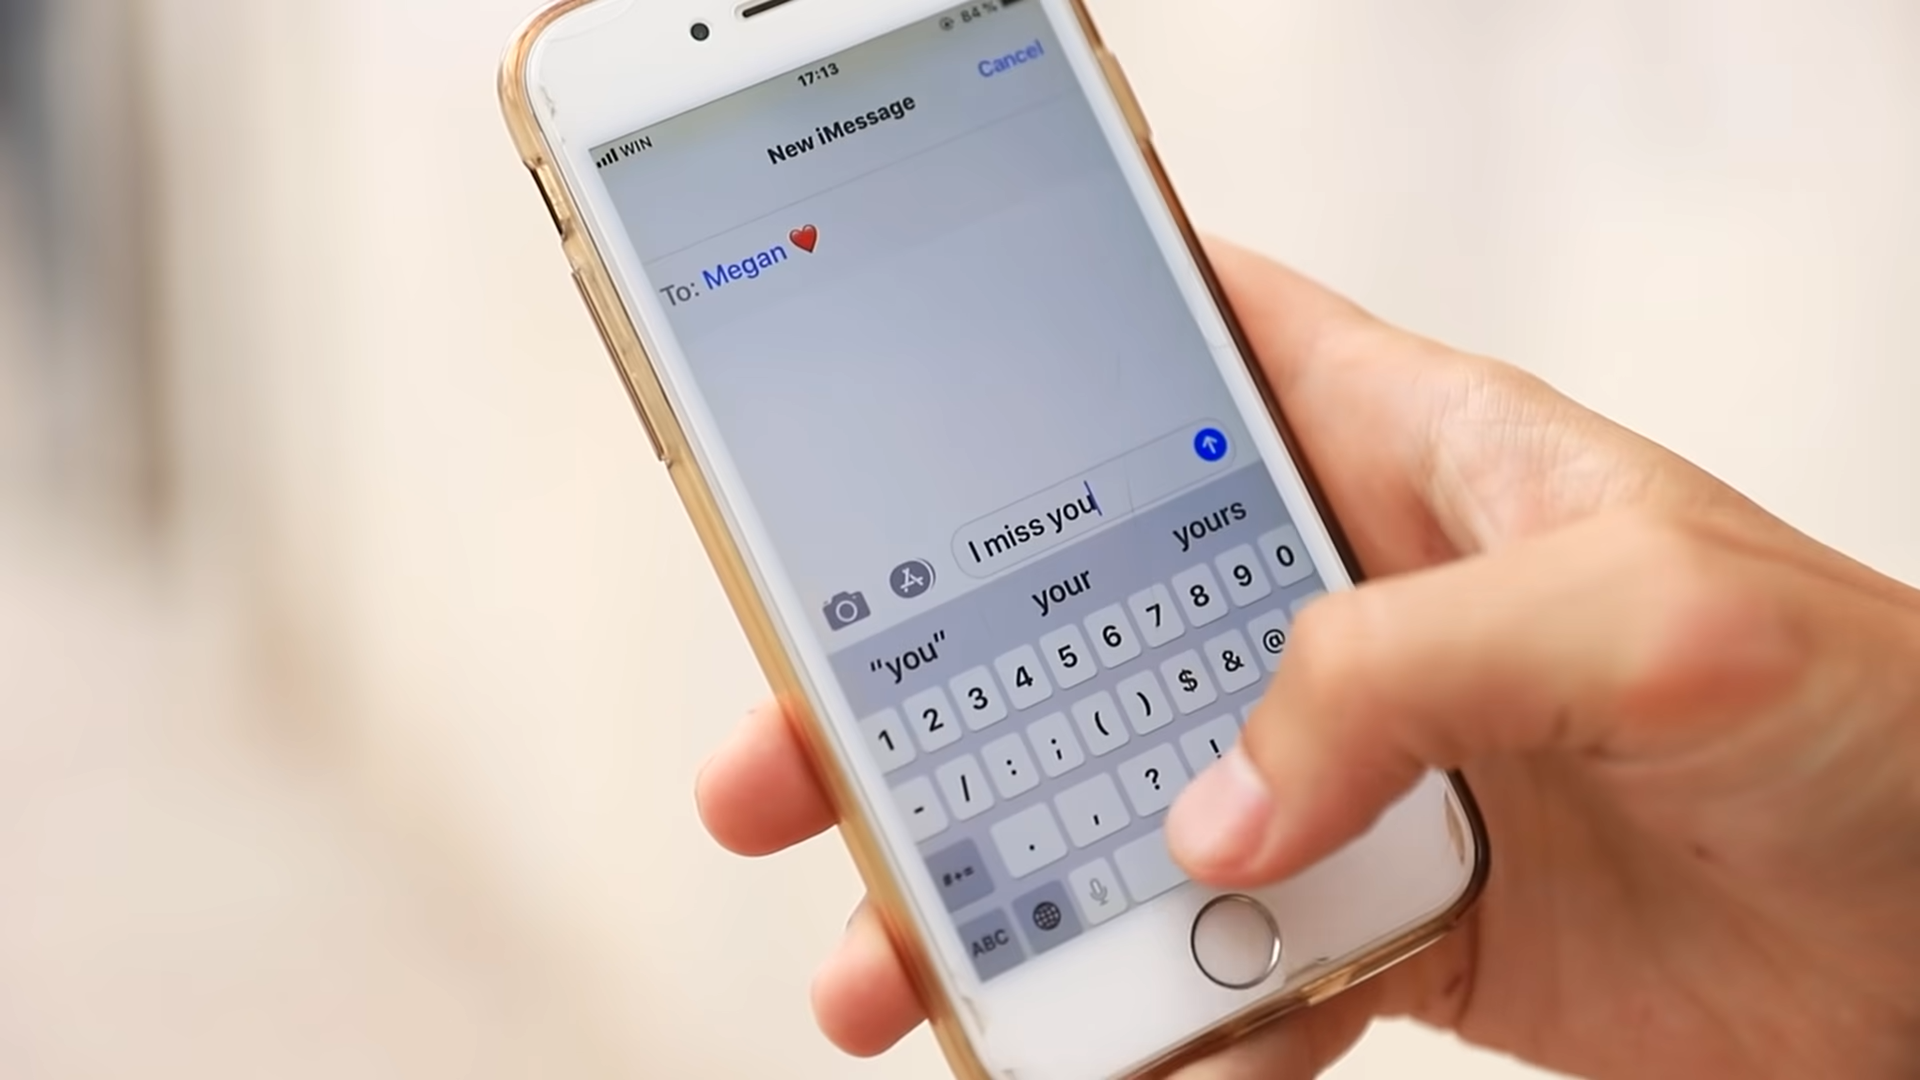 WIN 17:13 84%
New iMessage Cancel
To: Megan ❤️
I miss you
"you" your yours
1 2 3 4 5 6 7 8 9 0
- / : ; ( ) $ & @
. , ? !
#+=
ABC